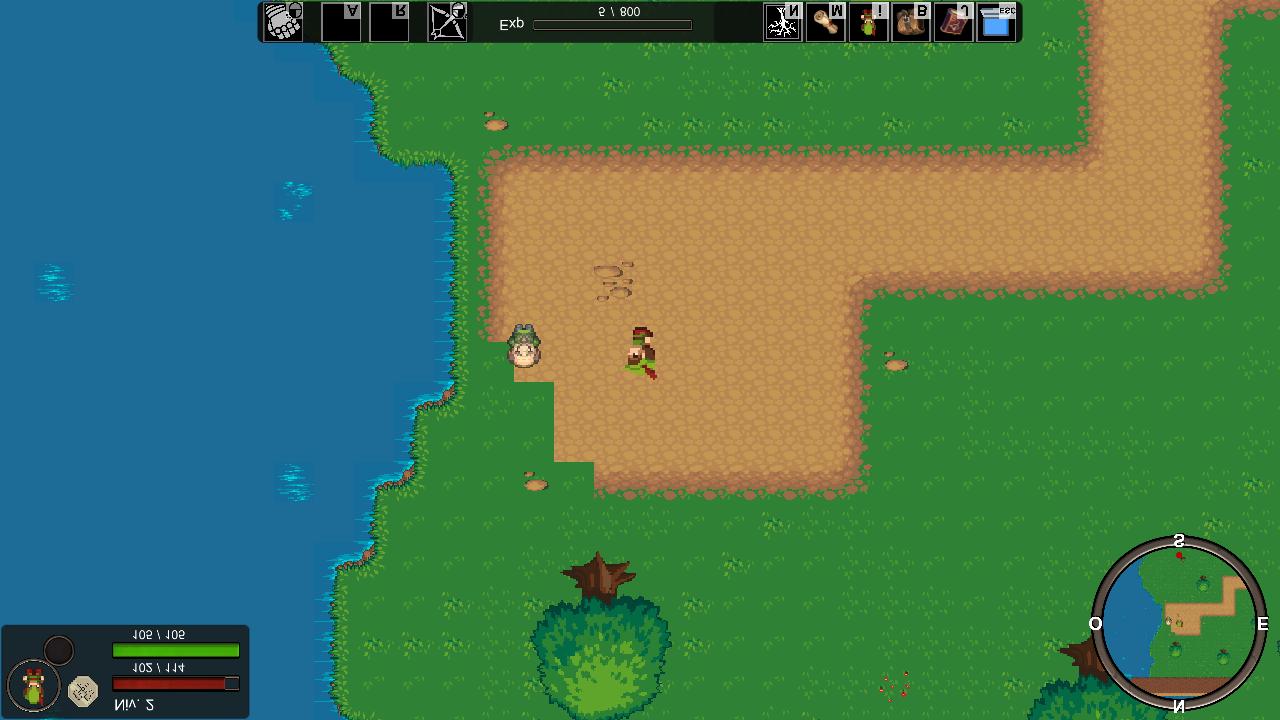 Niv. 2
102 / 114
105 / 105
N
O E
S
A R Exp 5 / 800 N M I B J ESC